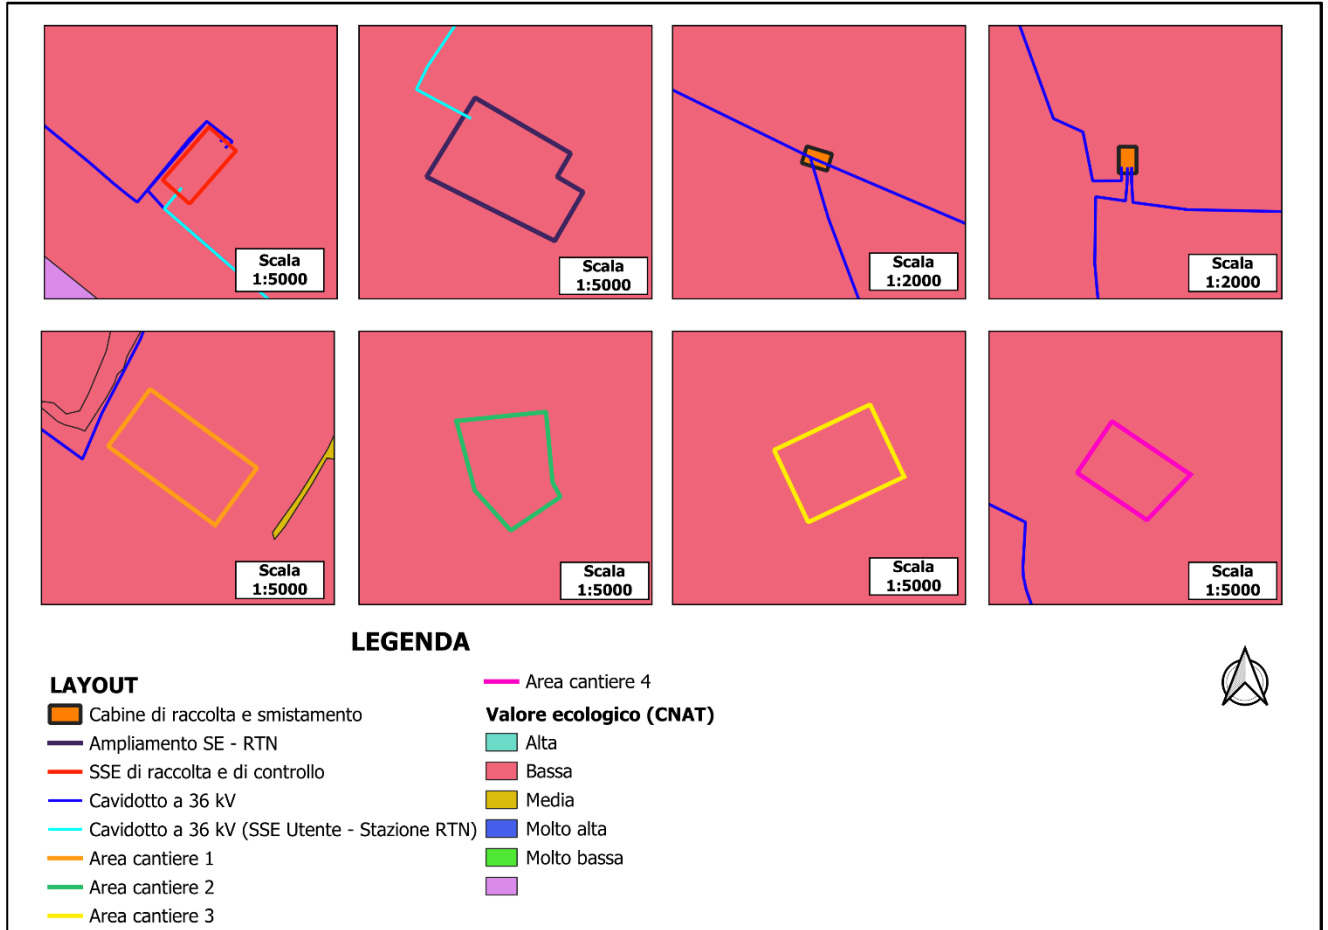 Scala
1:5000
Scala
1:5000
Scala
1:2000
Scala
1:2000
Scala
1:5000
Scala
1:5000
Scala
1:5000
Scala
1:5000
LEGENDA
LAYOUT
Cabine di raccolta e smistamento
Ampliamento SE - RTN
SSE di raccolta e di controllo
Cavidotto a 36 kV
Cavidotto a 36 kV (SSE Utente - Stazione RTN)
Area cantiere 1
Area cantiere 2
Area cantiere 3
Area cantiere 4
Valore ecologico (CNAT)
Alta
Bassa
Media
Molto alta
Molto bassa